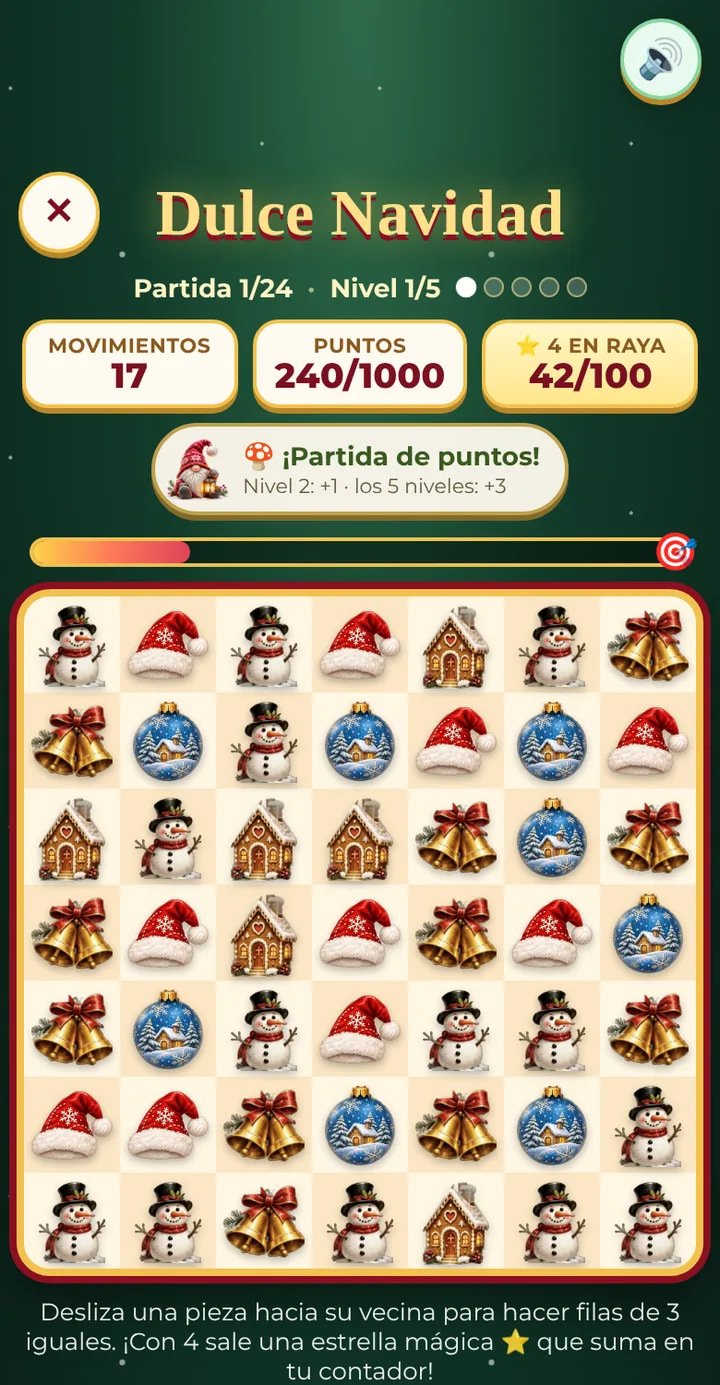 Dulce Navidad
Partida 1/24 · Nivel 1/5
MOVIMIENTOS
17
PUNTOS
240/1000
⭐ 4 EN RAYA
42/100
🍄 ¡Partida de puntos!
Nivel 2: +1 · los 5 niveles: +3
Desliza una pieza hacia su vecina para hacer filas de 3
iguales. ¡Con 4 sale una estrella mágica ⭐ que suma en
tu contador!